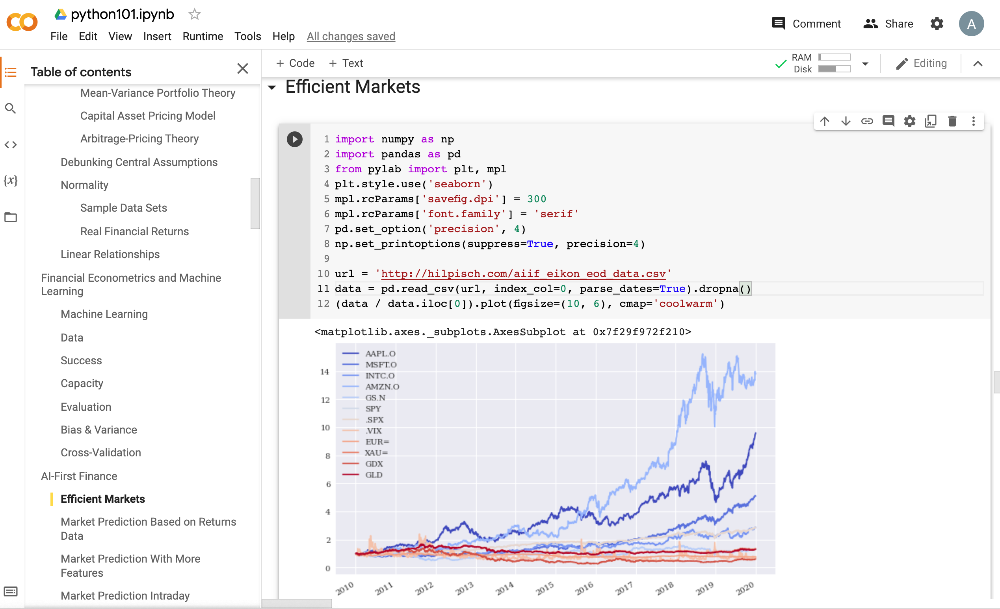 python101.ipynb
File Edit View Insert Runtime Tools Help All changes saved
Comment Share A
Table of contents
Mean-Variance Portfolio Theory
Capital Asset Pricing Model
Arbitrage-Pricing Theory
Debunking Central Assumptions
Normality
Sample Data Sets
Real Financial Returns
Linear Relationships
Financial Econometrics and Machine
Learning
Machine Learning
Data
Success
Capacity
Evaluation
Bias & Variance
Cross-Validation
AI-First Finance
Efficient Markets
Market Prediction Based on Returns
Data
Market Prediction With More
Features
Market Prediction Intraday
{x}
+ Code + Text
RAM
Disk
Editing
Efficient Markets
1 import numpy as np
2 import pandas as pd
3 from pylab import plt, mpl
4 plt.style.use('seaborn')
5 mpl.rcParams['savefig.dpi'] = 300
6 mpl.rcParams['font.family'] = 'serif'
7 pd.set_option('precision', 4)
8 np.set_printoptions(suppress=True, precision=4)
9
10 url = 'http://hilpisch.com/aiif_eikon_eod_data.csv'
11 data = pd.read_csv(url, index_col=0, parse_dates=True).dropna()
12 (data / data.iloc[0]).plot(figsize=(10, 6), cmap='coolwarm')
<matplotlib.axes._subplots.AxesSubplot at 0x7f29f972f210>
AAPL.O
MSFT.O
INTC.O
AMZN.O
GS.N
SPY
.SPX
.VIX
EUR=
XAU=
GDX
GLD
14
12
10
8
6
4
2
0
2010 2011 2012 2013 2014 2015 2016 2017 2018 2019 2020